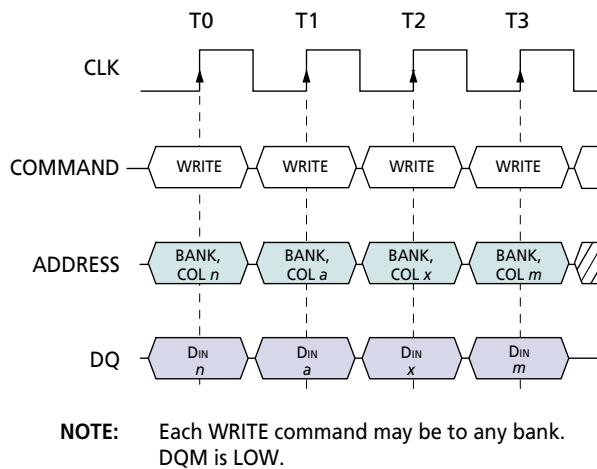 T0 T1 T2 T3
CLK
COMMAND WRITE WRITE WRITE WRITE
BANK, BANK, BANK, BANK,
ADDRESS COL n COL a COL x COL m
DIN DIN DIN DIN
DQ n a x m
NOTE: Each WRITE command may be to any bank.
DQM is LOW.